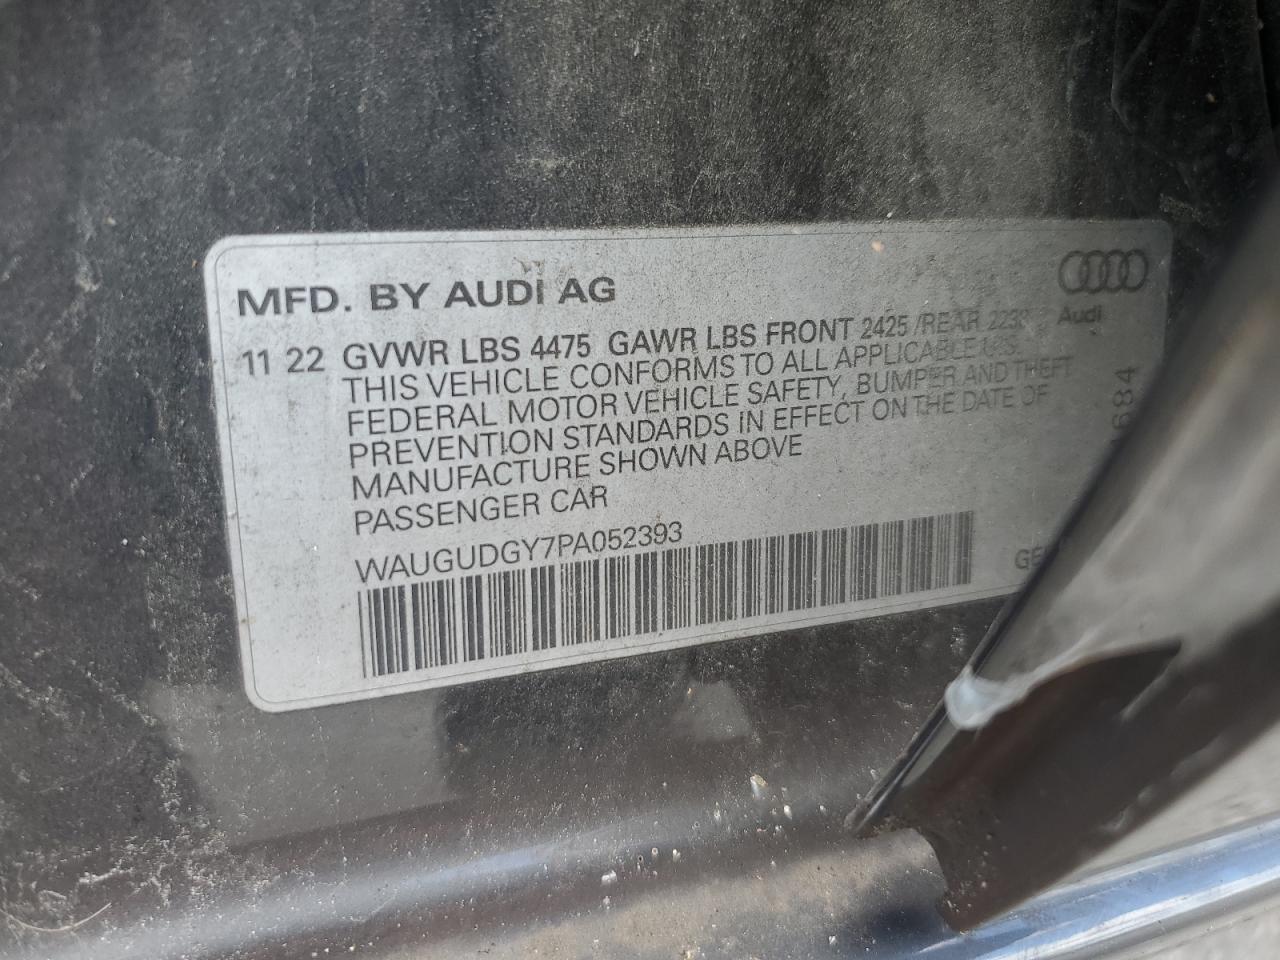 MFD. BY AUDI AG
Audi
11 22 GVWR LBS 4475 GAWR LBS FRONT 2425 /REAR
THIS VEHICLE CONFORMS TO ALL APPLICABLE U.S.
FEDERAL MOTOR VEHICLE SAFETY, BUMPER AND THEFT
PREVENTION STANDARDS IN EFFECT ON THE DATE OF
MANUFACTURE SHOWN ABOVE
PASSENGER CAR
WAUGUDGY7PA052393